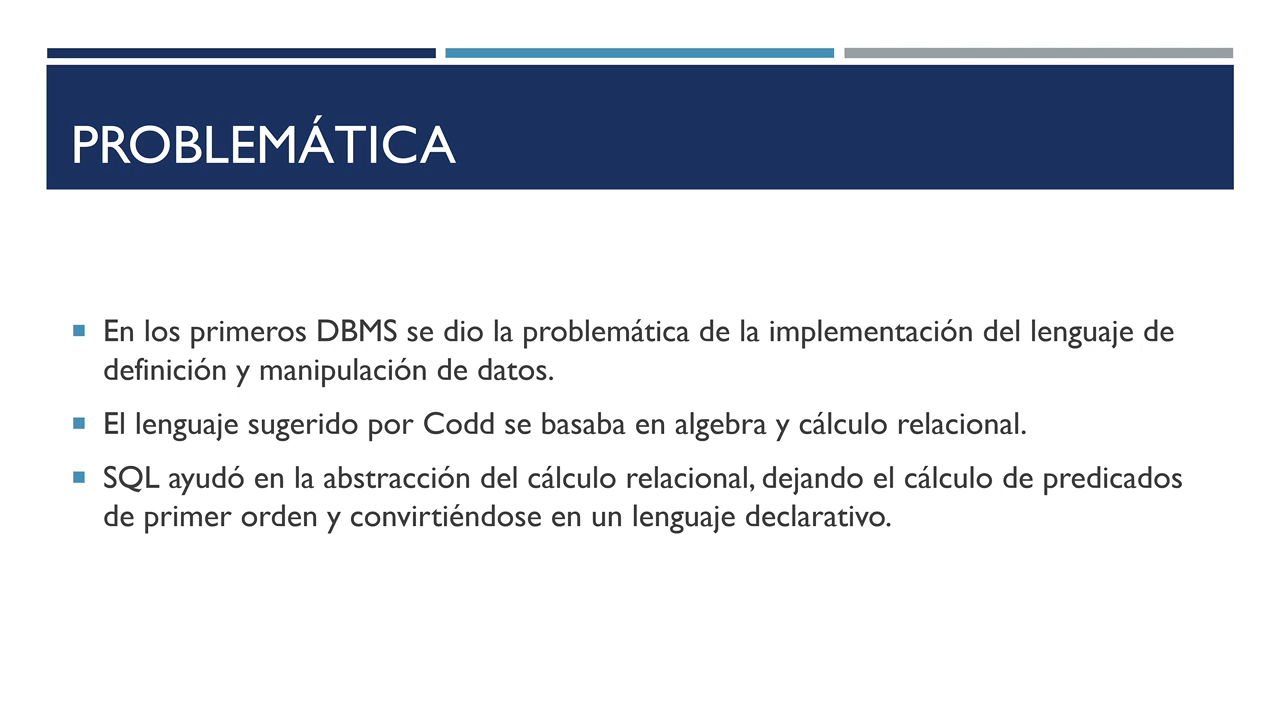 PROBLEMÁTICA
En los primeros DBMS se dio la problemática de la implementación del lenguaje de
definición y manipulación de datos.
El lenguaje sugerido por Codd se basaba en algebra y cálculo relacional.
SQL ayudó en la abstracción del cálculo relacional, dejando el cálculo de predicados
de primer orden y convirtiéndose en un lenguaje declarativo.